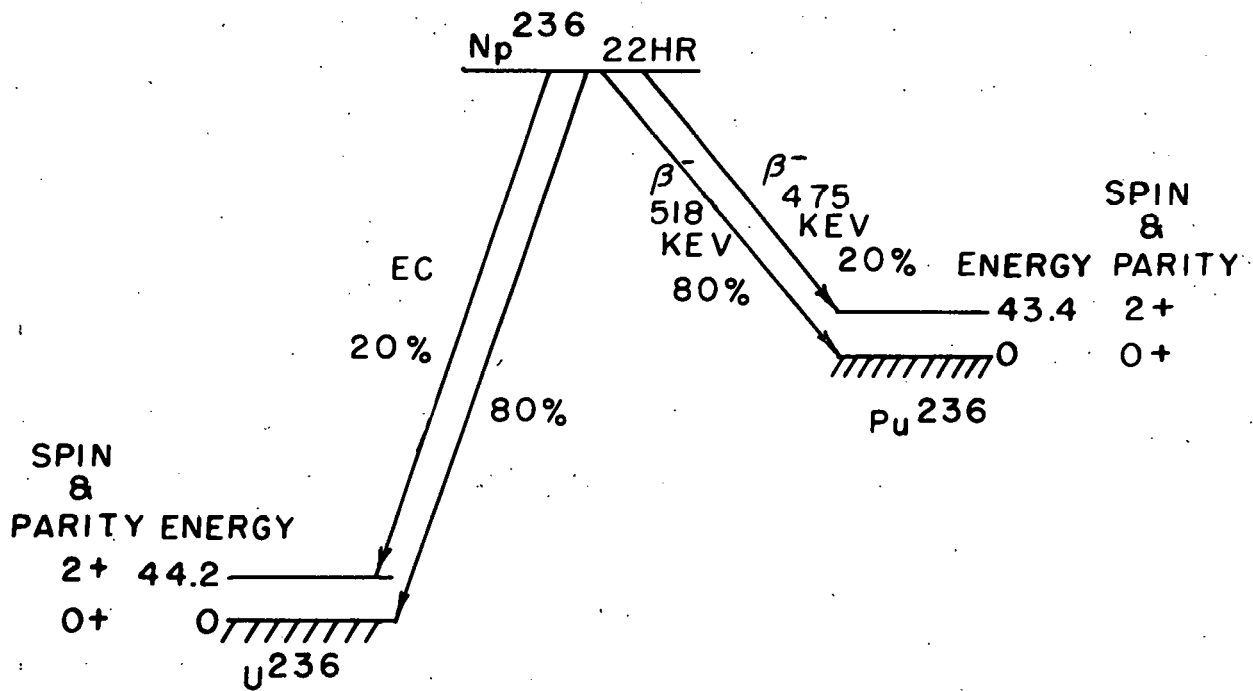 Np236 22HR
β-
518
KEV
80%
β-
475
KEV
20%
SPIN
&
ENERGY PARITY
43.4 2+
0 0+
Pu236
EC
20%
80%
SPIN
&
PARITY ENERGY
2+ 44.2
0+ 0
U236